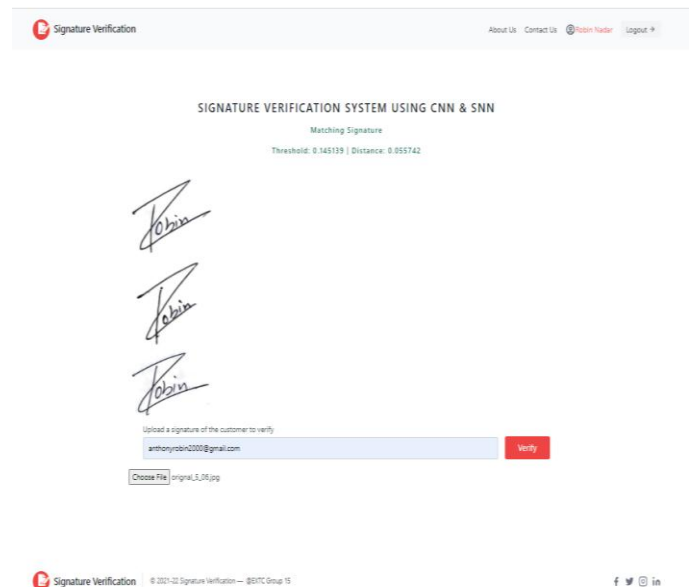 Signature Verification About Us Contact Us Robin Nadar Logout
SIGNATURE VERIFICATION SYSTEM USING CNN & SNN
Matching Signature
Threshold: 0.145139 | Distance: 0.055742
Robin
Robin
Robin
Upload a signature of the customer to verify
anthonyrobin2000@gmail.com Verify
Choose File orignal_5_06.jpg
Signature Verification © 2021-22 Signature Verification — @EXTC Group 15